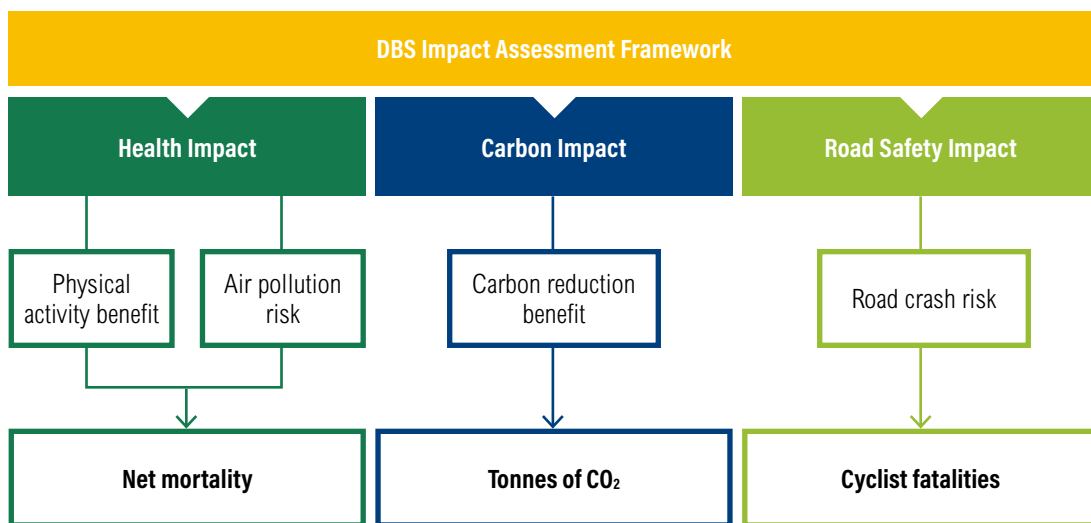 DBS Impact Assessment Framework
Health Impact
Carbon Impact
Road Safety Impact
Physical
activity benefit
Air pollution
risk
Carbon reduction
benefit
Road crash risk
Net mortality
Tonnes of CO₂
Cyclist fatalities